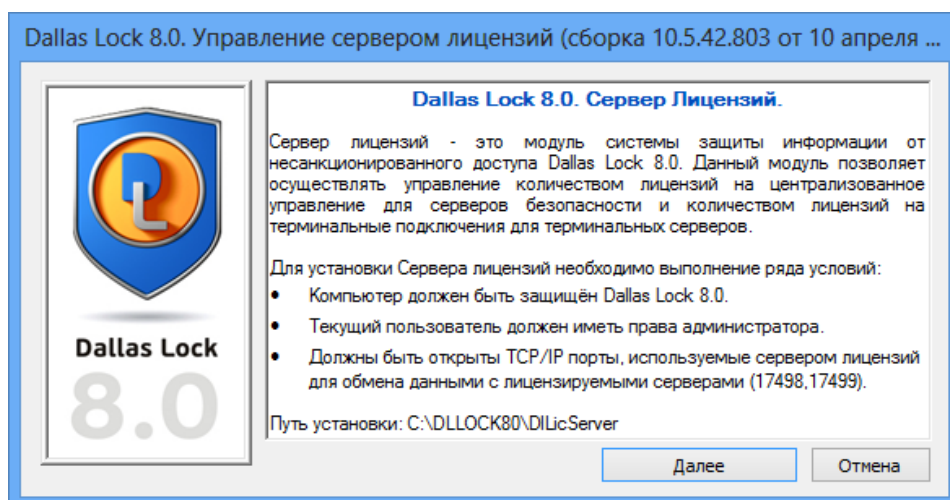 Dallas Lock 8.0. Управление сервером лицензий (сборка 10.5.42.803 от 10 апреля ...
DL
Dallas Lock
8.0
Dallas Lock 8.0. Сервер Лицензий.
Сервер лицензий - это модуль системы защиты информации от
несанкционированного доступа Dallas Lock 8.0. Данный модуль позволяет
осуществлять управление количеством лицензий на централизованное
управление для серверов безопасности и количеством лицензий на
терминальные подключения для терминальных серверов.
Для установки Сервера лицензий необходимо выполнение ряда условий:
• Компьютер должен быть защищён Dallas Lock 8.0.
• Текущий пользователь должен иметь права администратора.
• Должны быть открыты TCP/IP порты, используемые сервером лицензий
для обмена данными с лицензируемыми серверами (17498,17499).
Путь установки: C:\DLLOCK80\DlLicServer
Далее
Отмена